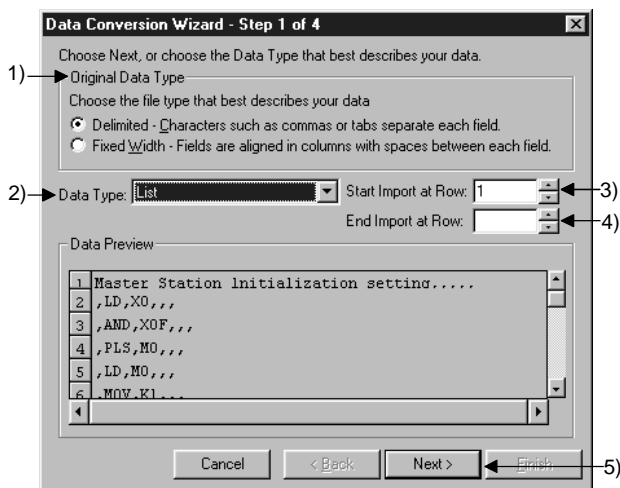 Data Conversion Wizard - Step 1 of 4
Choose Next, or choose the Data Type that best describes your data.
1)
Original Data Type
Choose the file type that best describes your data
Delimited - Characters such as commas or tabs separate each field.
Fixed Width - Fields are aligned in columns with spaces between each field.
2)
Data Type: List
Start Import at Row: 1
3)
End Import at Row:
4)
Data Preview
1 Master Station Initialization setting.....
2 ,LD,X0,,,
3 ,AND,X0F,,,
4 ,PLS,M0,,,
5 ,LD,M0,,,
6 ,MOV,K1,,,
Cancel
< Back
Next >
Finish
5)